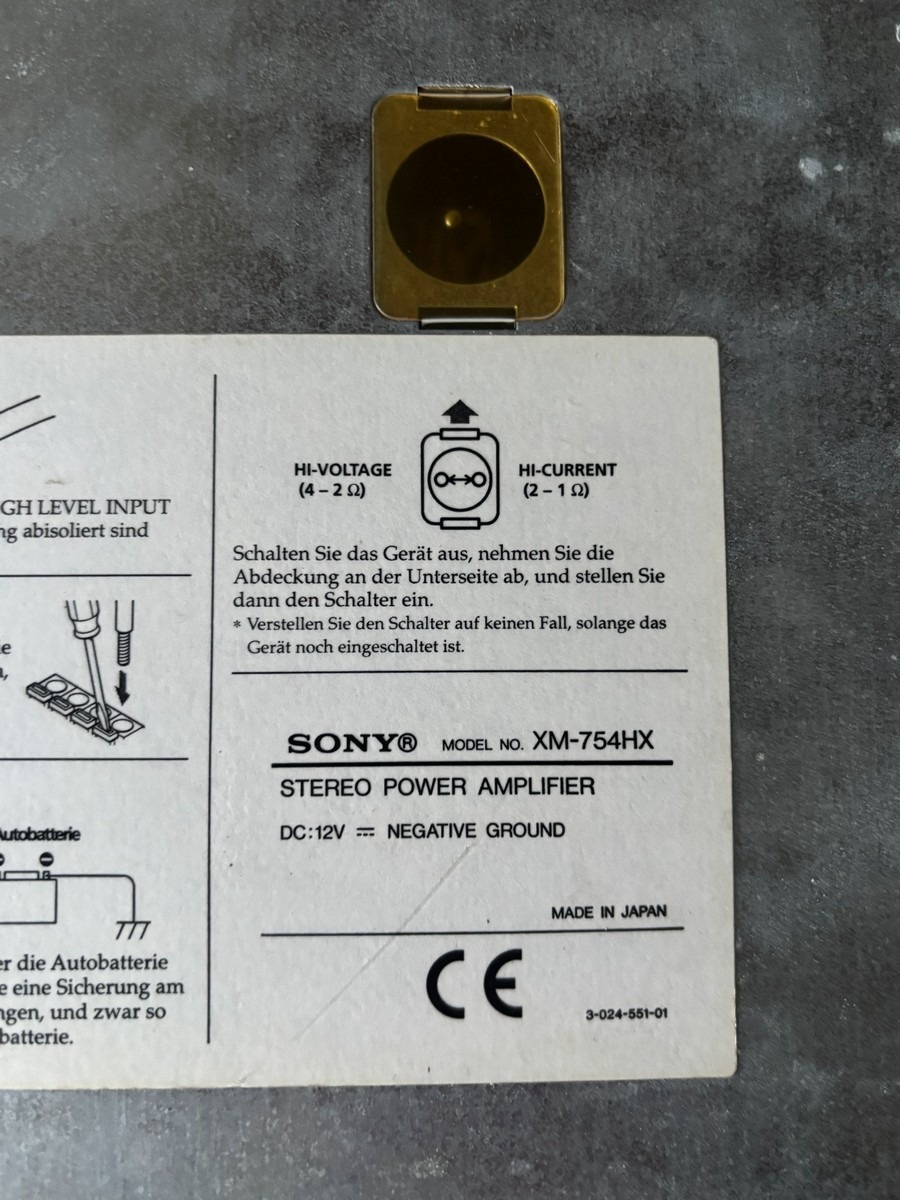 GH LEVEL INPUT
ng abisoliert sind
utobatterie
er die Autobatterie
e eine Sicherung am
ngen, und zwar so
batterie.
HI-VOLTAGE
(4 – 2 Ω)
HI-CURRENT
(2 – 1 Ω)
Schalten Sie das Gerät aus, nehmen Sie die
Abdeckung an der Unterseite ab, und stellen Sie
dann den Schalter ein.
* Verstellen Sie den Schalter auf keinen Fall, solange das
Gerät noch eingeschaltet ist.
SONY® MODEL NO. XM-754HX
STEREO POWER AMPLIFIER
DC:12V ⎓ NEGATIVE GROUND
MADE IN JAPAN
CE
3-024-551-01